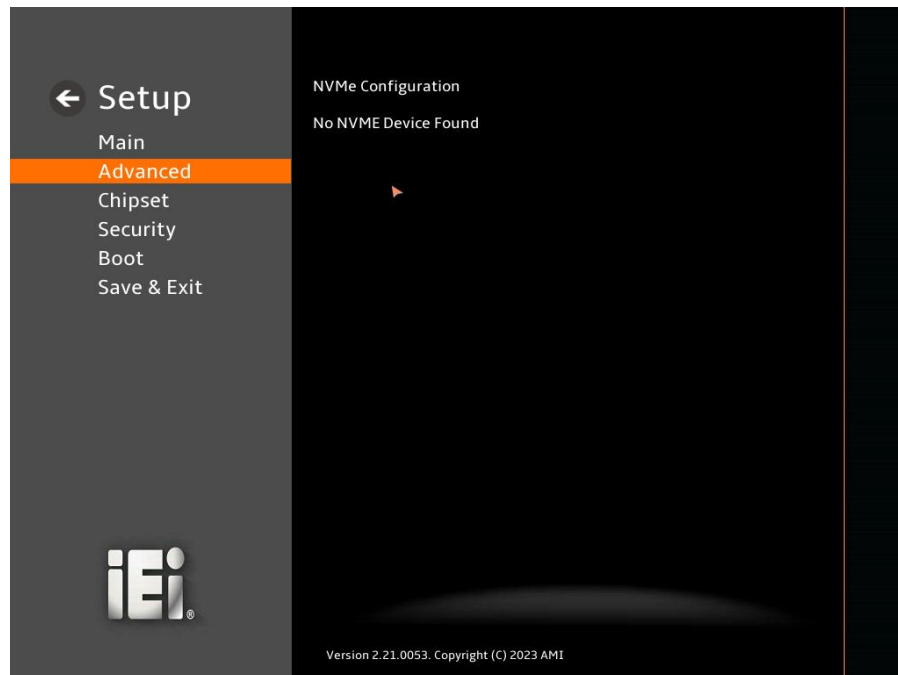 Setup
Main
Advanced
Chipset
Security
Boot
Save & Exit
NVMe Configuration
No NVME Device Found
iEi®
Version 2.21.0053. Copyright (C) 2023 AMI